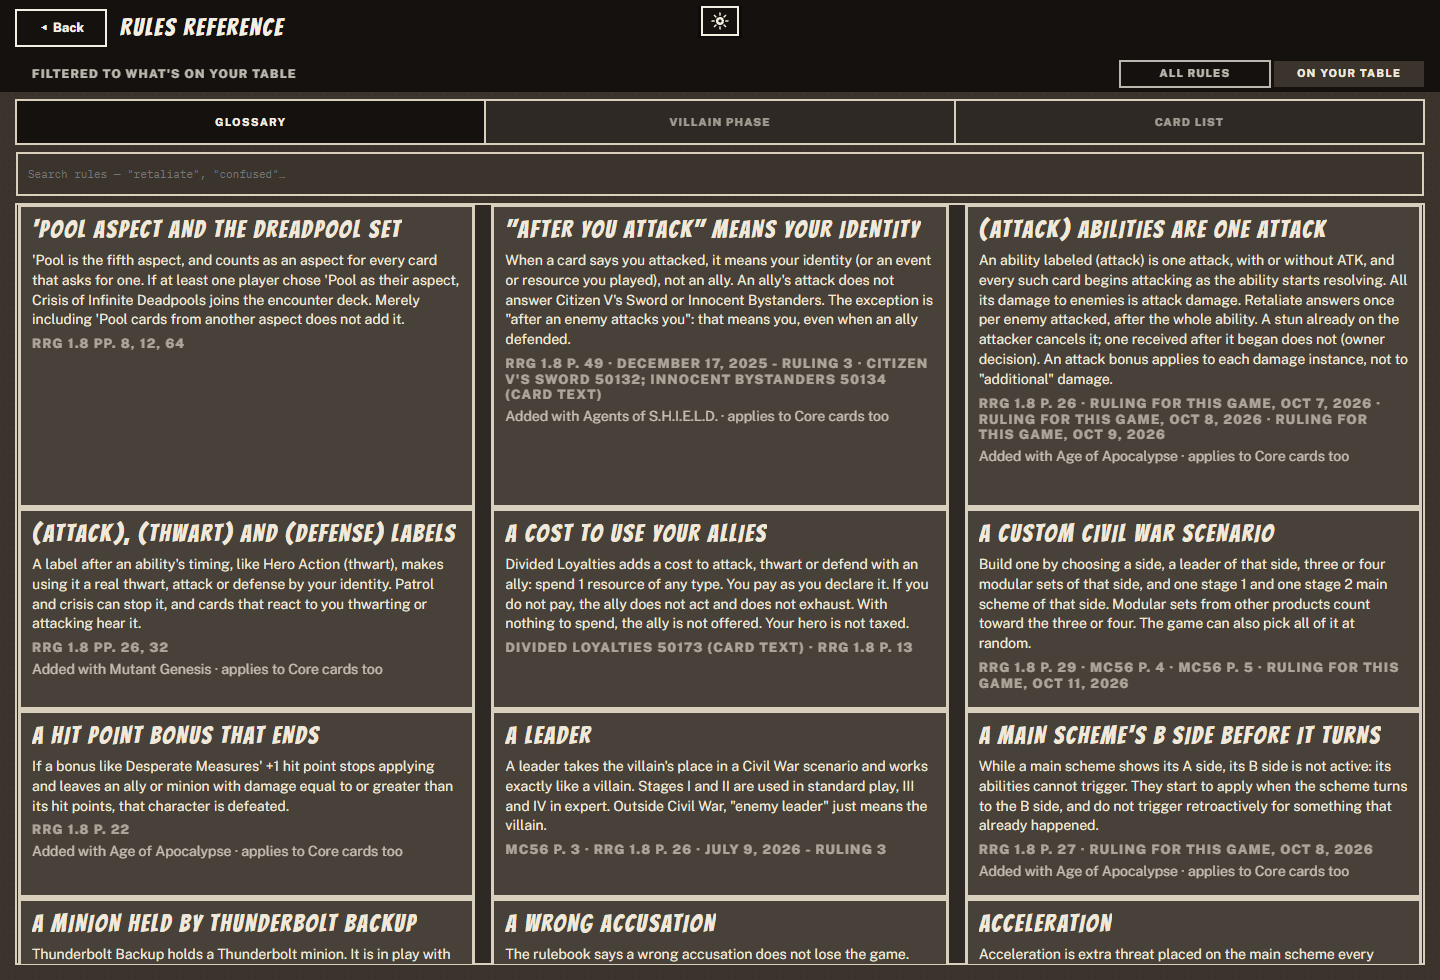 ◂ Back
RULES REFERENCE
FILTERED TO WHAT'S ON YOUR TABLE
ALL RULES
ON YOUR TABLE
GLOSSARY
VILLAIN PHASE
CARD LIST
Search rules — "retaliate", "confused"…
'POOL ASPECT AND THE DREADPOOL SET
'Pool is the fifth aspect, and counts as an aspect for every card
that asks for one. If at least one player chose 'Pool as their aspect,
Crisis of Infinite Deadpools joins the encounter deck. Merely
including 'Pool cards from another aspect does not add it.
RRG 1.8 PP. 8, 12, 64
"AFTER YOU ATTACK" MEANS YOUR IDENTITY
When a card says you attacked, it means your identity (or an event
or resource you played), not an ally. An ally's attack does not
answer Citizen V's Sword or Innocent Bystanders. The exception is
"after an enemy attacks you": that means you, even when an ally
defended.
RRG 1.8 P. 49 · DECEMBER 17, 2025 - RULING 3 · CITIZEN
V'S SWORD 50132; INNOCENT BYSTANDERS 50134
(CARD TEXT)
Added with Agents of S.H.I.E.L.D. · applies to Core cards too
(ATTACK) ABILITIES ARE ONE ATTACK
An ability labeled (attack) is one attack, with or without ATK, and
every such card begins attacking as the ability starts resolving. All
its damage to enemies is attack damage. Retaliate answers once
per enemy attacked, after the whole ability. A stun already on the
attacker cancels it; one received after it began does not (owner
decision). An attack bonus applies to each damage instance, not to
"additional" damage.
RRG 1.8 P. 26 · RULING FOR THIS GAME, OCT 7, 2026 ·
RULING FOR THIS GAME, OCT 8, 2026 · RULING FOR
THIS GAME, OCT 9, 2026
Added with Age of Apocalypse · applies to Core cards too
(ATTACK), (THWART) AND (DEFENSE) LABELS
A label after an ability's timing, like Hero Action (thwart), makes
using it a real thwart, attack or defense by your identity. Patrol
and crisis can stop it, and cards that react to you thwarting or
attacking hear it.
RRG 1.8 PP. 26, 32
Added with Mutant Genesis · applies to Core cards too
A COST TO USE YOUR ALLIES
Divided Loyalties adds a cost to attack, thwart or defend with an
ally: spend 1 resource of any type. You pay as you declare it. If you
do not pay, the ally does not act and does not exhaust. With
nothing to spend, the ally is not offered. Your hero is not taxed.
DIVIDED LOYALTIES 50173 (CARD TEXT) · RRG 1.8 P. 13
A CUSTOM CIVIL WAR SCENARIO
Build one by choosing a side, a leader of that side, three or four
modular sets of that side, and one stage 1 and one stage 2 main
scheme of that side. Modular sets from other products count
toward the three or four. The game can also pick all of it at
random.
RRG 1.8 P. 29 · MC56 P. 4 · MC56 P. 5 · RULING FOR THIS
GAME, OCT 11, 2026
A HIT POINT BONUS THAT ENDS
If a bonus like Desperate Measures' +1 hit point stops applying
and leaves an ally or minion with damage equal to or greater than
its hit points, that character is defeated.
RRG 1.8 P. 22
Added with Age of Apocalypse · applies to Core cards too
A LEADER
A leader takes the villain's place in a Civil War scenario and works
exactly like a villain. Stages I and II are used in standard play, III
and IV in expert. Outside Civil War, "enemy leader" just means the
villain.
MC56 P. 3 · RRG 1.8 P. 26 · JULY 9, 2026 - RULING 3
A MAIN SCHEME'S B SIDE BEFORE IT TURNS
While a main scheme shows its A side, its B side is not active: its
abilities cannot trigger. They start to apply when the scheme turns
to the B side, and do not trigger retroactively for something that
already happened.
RRG 1.8 P. 27 · RULING FOR THIS GAME, OCT 8, 2026
Added with Age of Apocalypse · applies to Core cards too
A MINION HELD BY THUNDERBOLT BACKUP
Thunderbolt Backup holds a Thunderbolt minion. It is in play with
A WRONG ACCUSATION
The rulebook says a wrong accusation does not lose the game.
ACCELERATION
Acceleration is extra threat placed on the main scheme every